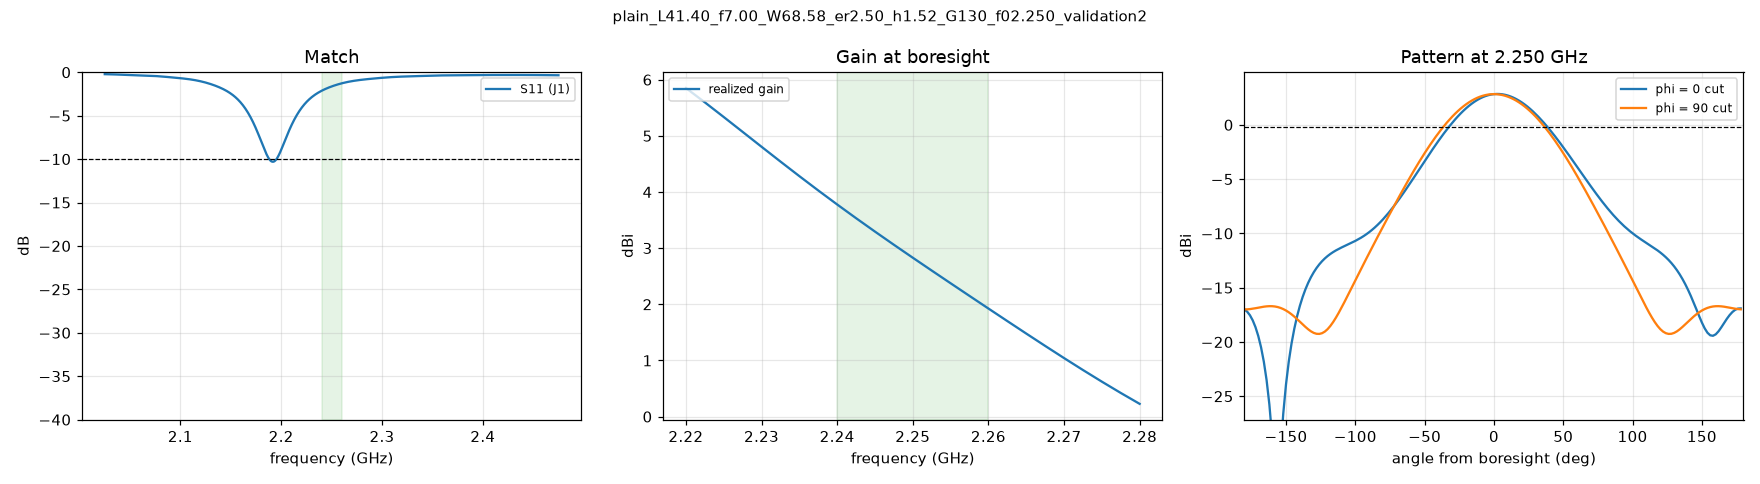 plain_L41.40_f7.00_W68.58_er2.50_h1.52_G130_f02.250_validation2
Match
S11 (J1)
dB
0
−5
−10
−15
−20
−25
−30
−35
−40
2.1 2.2 2.3 2.4
frequency (GHz)
Gain at boresight
realized gain
dBi
6
5
4
3
2
1
0
2.22 2.23 2.24 2.25 2.26 2.27 2.28
frequency (GHz)
Pattern at 2.250 GHz
phi = 0 cut
phi = 90 cut
dBi
0
−5
−10
−15
−20
−25
−150 −100 −50 0 50 100 150
angle from boresight (deg)